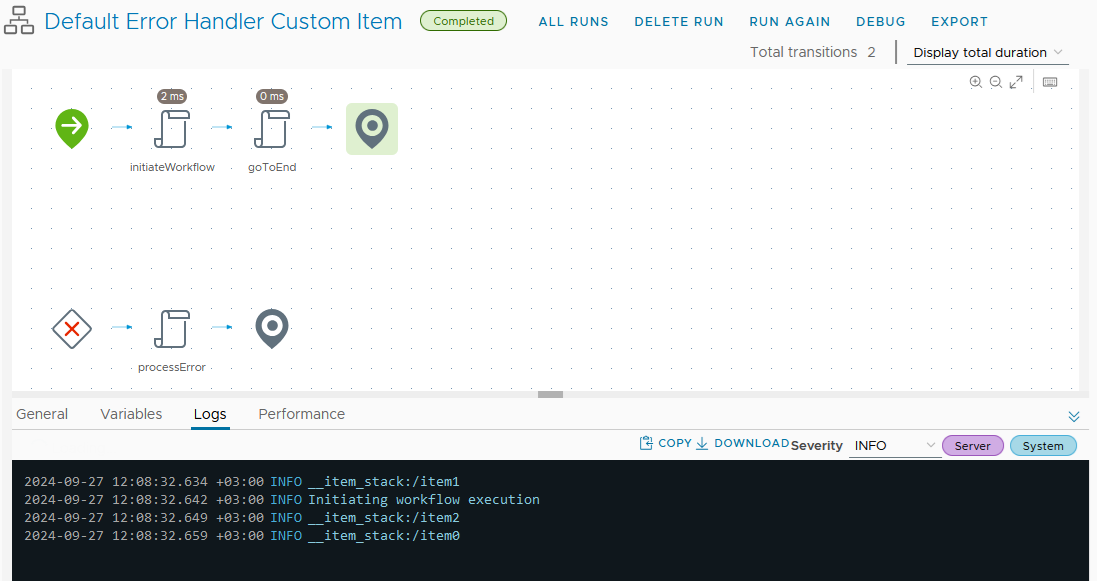 Default Error Handler Custom Item Completed ALL RUNS DELETE RUN RUN AGAIN DEBUG EXPORT
Total transitions 2 Display total duration
2 ms 0 ms
initiateWorkflow goToEnd
processError
General Variables Logs Performance
COPY DOWNLOAD Severity INFO Server System
2024-09-27 12:08:32.634 +03:00 INFO __item_stack:/item1
2024-09-27 12:08:32.642 +03:00 INFO Initiating workflow execution
2024-09-27 12:08:32.649 +03:00 INFO __item_stack:/item2
2024-09-27 12:08:32.659 +03:00 INFO __item_stack:/item0